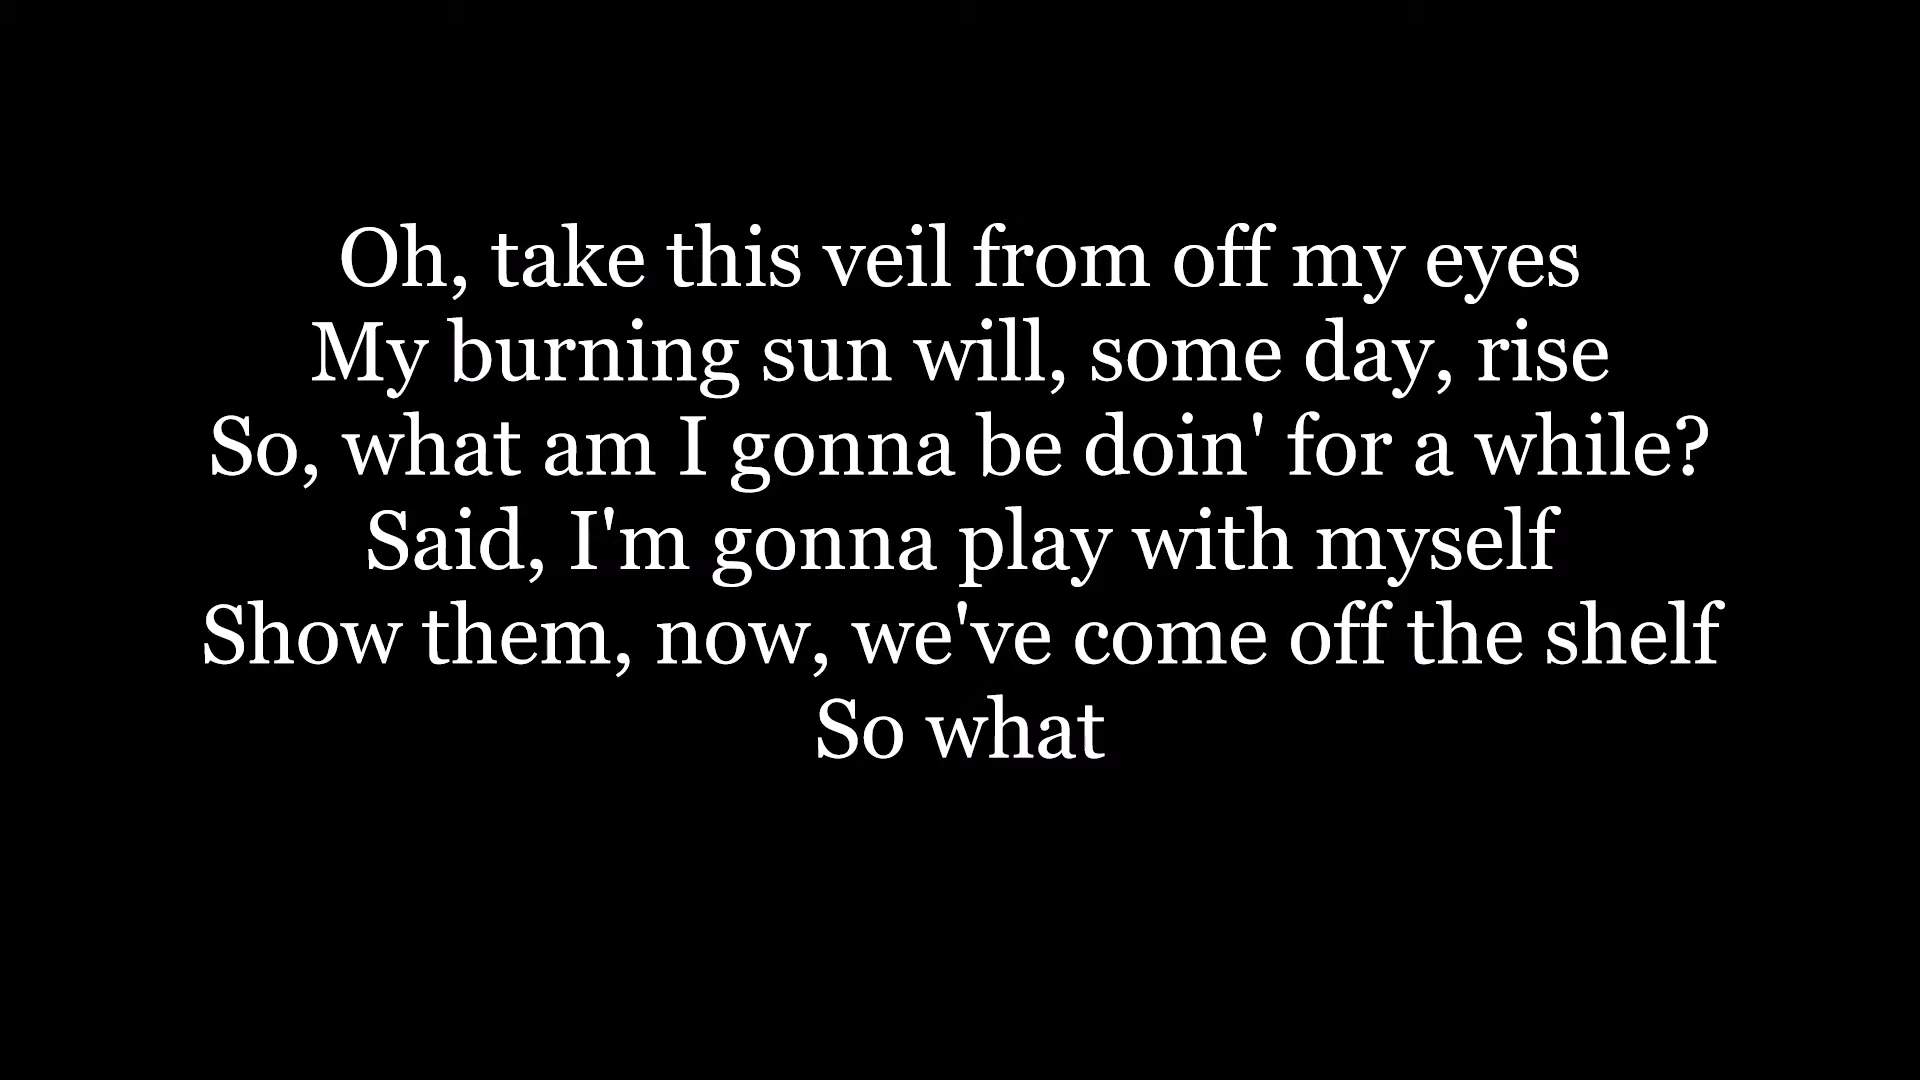 Oh, take this veil from off my eyes
My burning sun will, some day, rise
So, what am I gonna be doin' for a while?
Said, I'm gonna play with myself
Show them, now, we've come off the shelf
So what